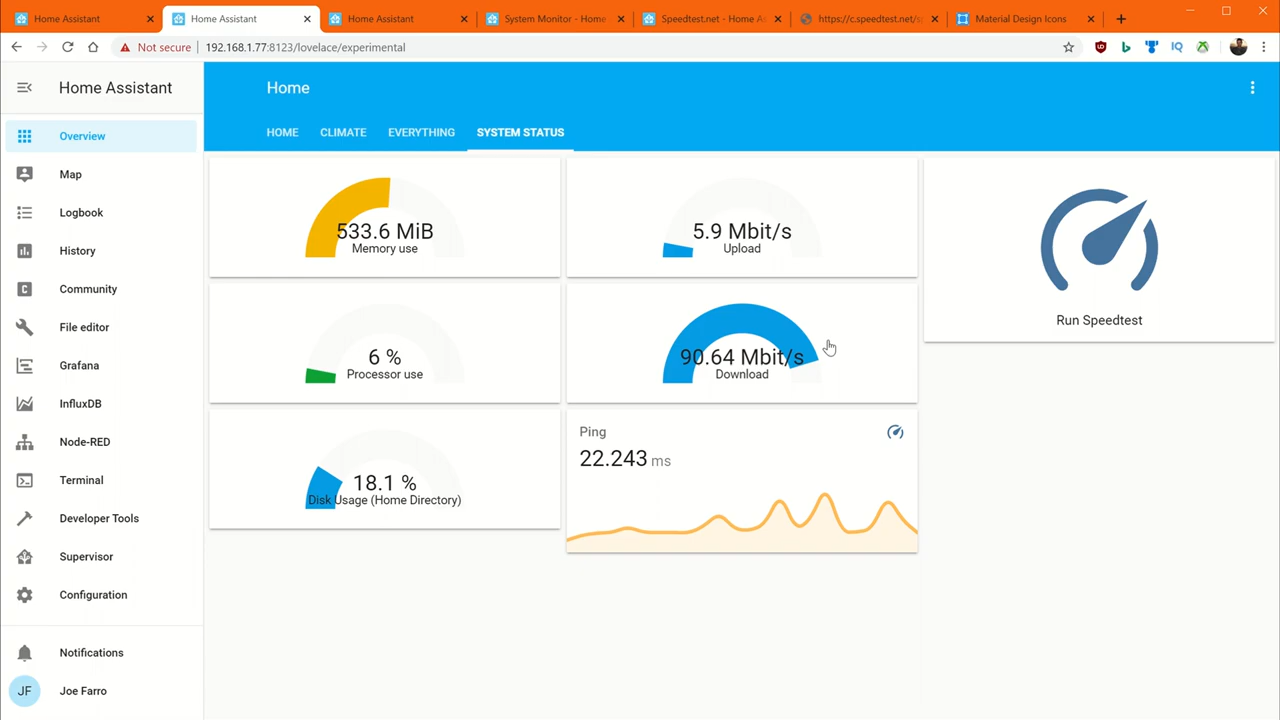 Home Assistant
Home Assistant
Home Assistant
System Monitor - Home
Speedtest.net - Home As
https://c.speedtest.net/s
Material Design Icons
Not secure
192.168.1.77:8123/lovelace/experimental
IQ
Home Assistant
Overview
Map
Logbook
History
C
Community
File editor
Grafana
InfluxDB
Node-RED
Terminal
Developer Tools
Supervisor
Configuration
Notifications
JF
Joe Farro
Home
HOME
CLIMATE
EVERYTHING
SYSTEM STATUS
533.6 MiB
Memory use
6 %
Processor use
18.1 %
Disk Usage (Home Directory)
5.9 Mbit/s
Upload
90.64 Mbit/s
Download
Ping
22.243 ms
Run Speedtest